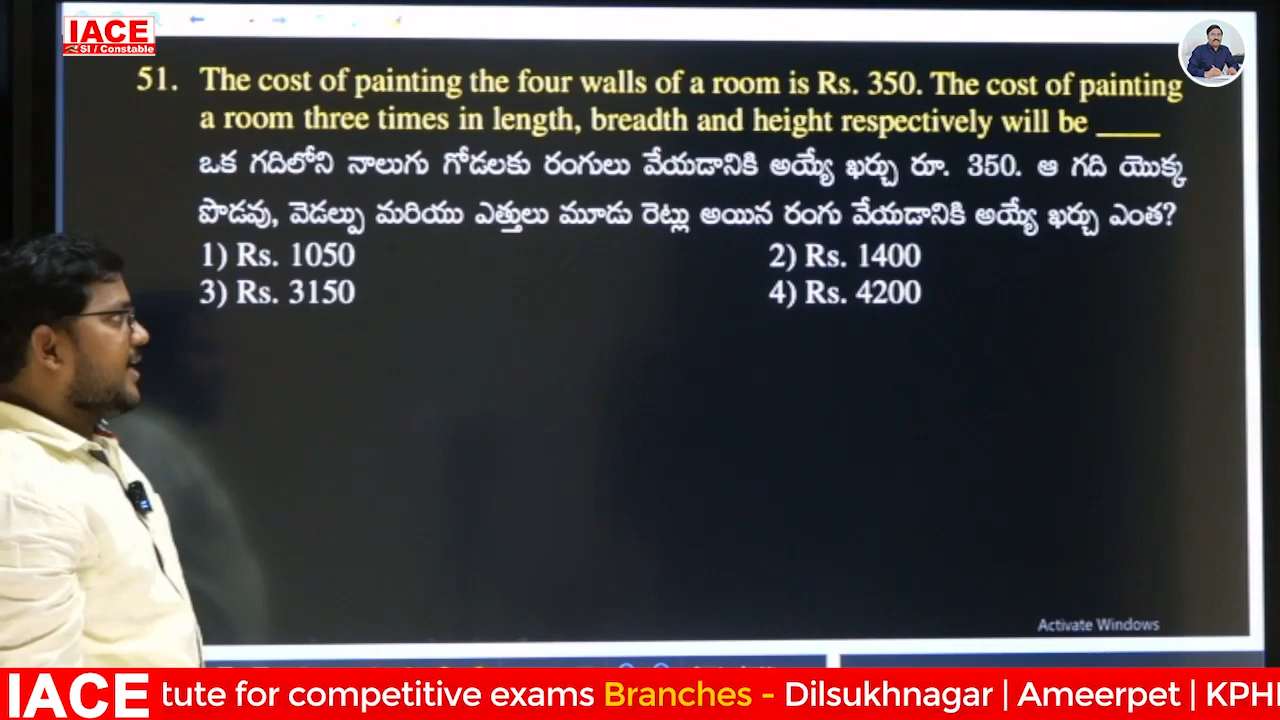 IACE
SI / Constable
51. The cost of painting the four walls of a room is Rs. 350. The cost of painting
a room three times in length, breadth and height respectively will be ____
ఒక గదిలోని నాలుగు గోడలకు రంగులు వేయడానికి అయ్యే ఖర్చు రూ. 350. ఆ గది యొక్క
పొడవు, వెడల్పు మరియు ఎత్తులు మూడు రెట్లు అయిన రంగు వేయడానికి అయ్యే ఖర్చు ఎంత?
1) Rs. 1050 2) Rs. 1400
3) Rs. 3150 4) Rs. 4200
Activate Windows
IACE tute for competitive exams Branches - Dilsukhnagar | Ameerpet | KPH